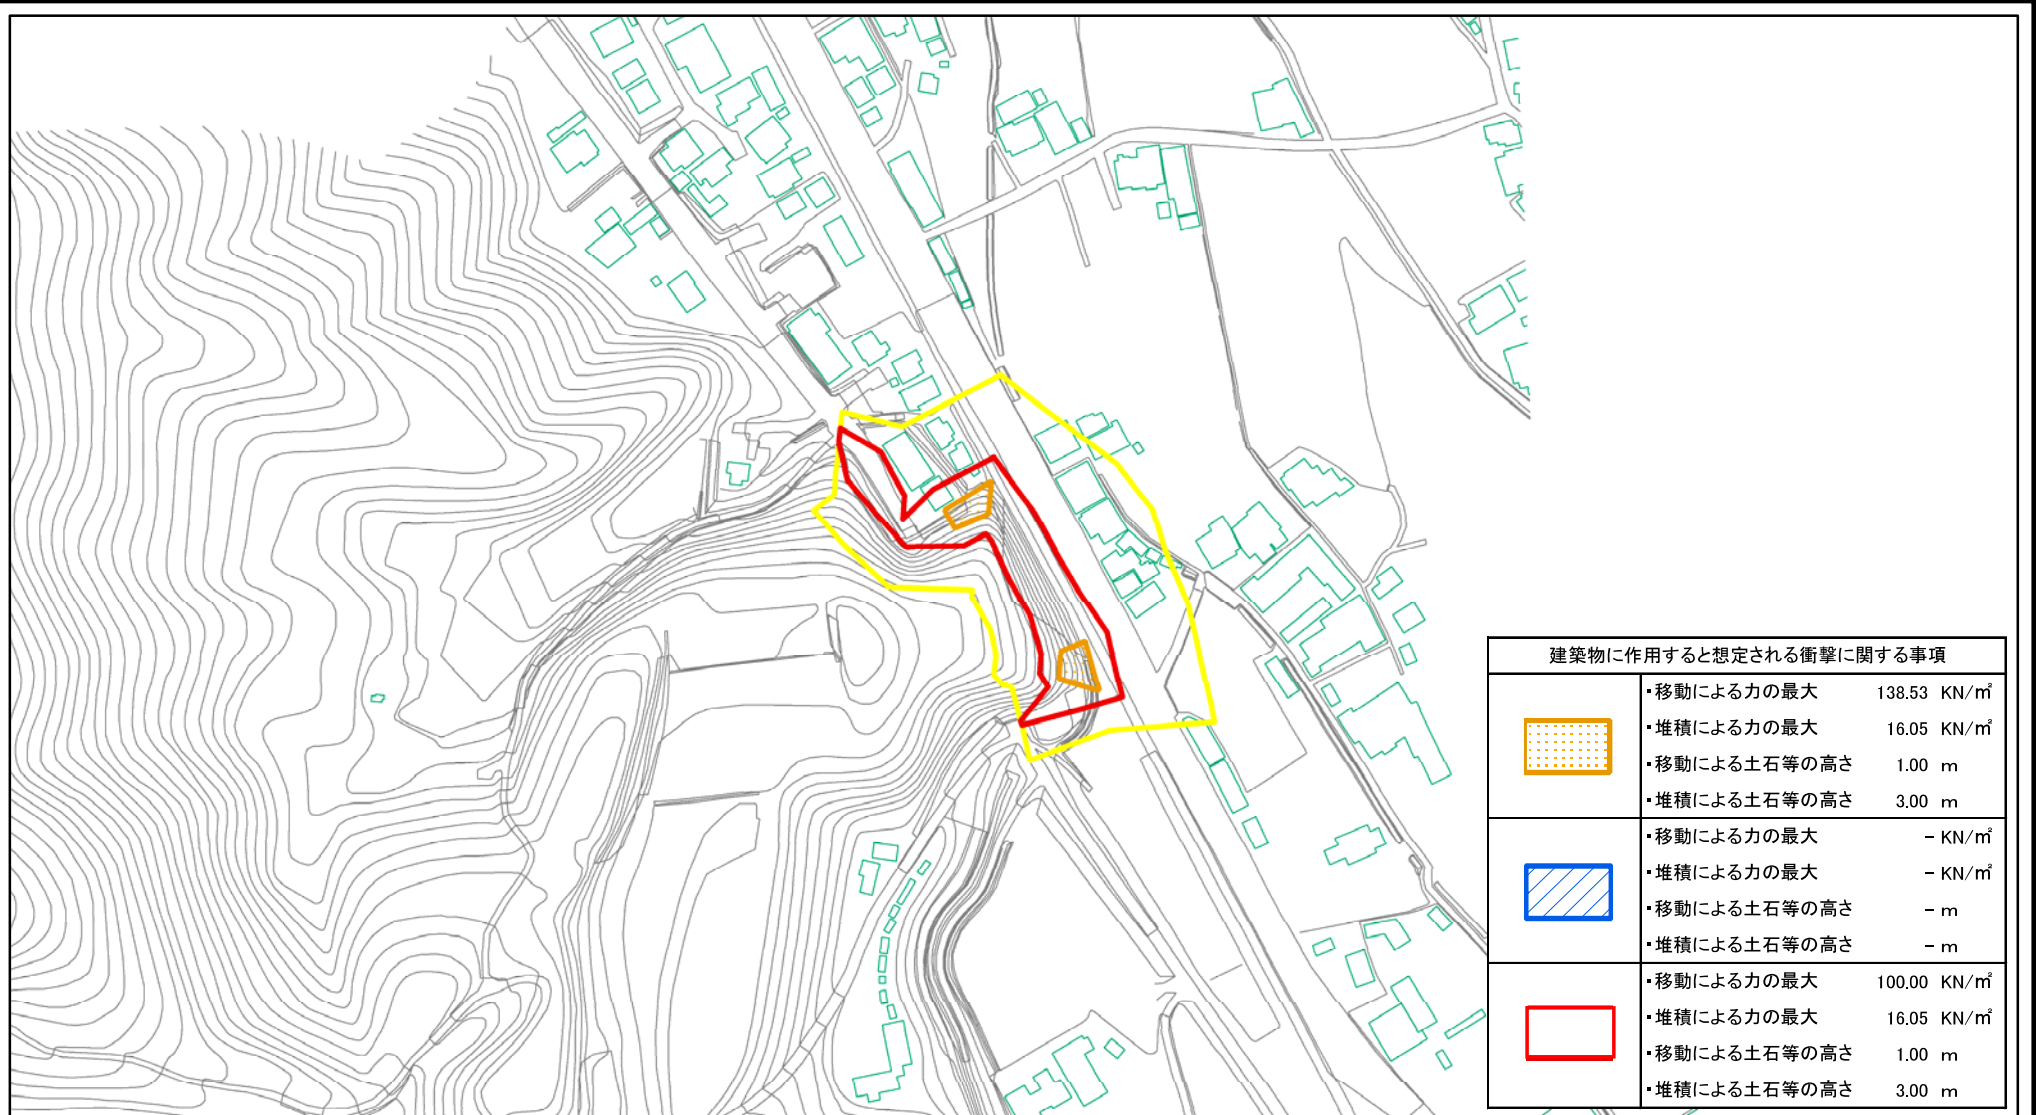 建築物に作用すると想定される衝撃に関する事項
・移動による力の最大 138.53 KN/㎡
・堆積による力の最大 16.05 KN/㎡
・移動による土石等の高さ 1.00 m
・堆積による土石等の高さ 3.00 m
・移動による力の最大 - KN/㎡
・堆積による力の最大 - KN/㎡
・移動による土石等の高さ - m
・堆積による土石等の高さ - m
・移動による力の最大 100.00 KN/㎡
・堆積による力の最大 16.05 KN/㎡
・移動による土石等の高さ 1.00 m
・堆積による土石等の高さ 3.00 m